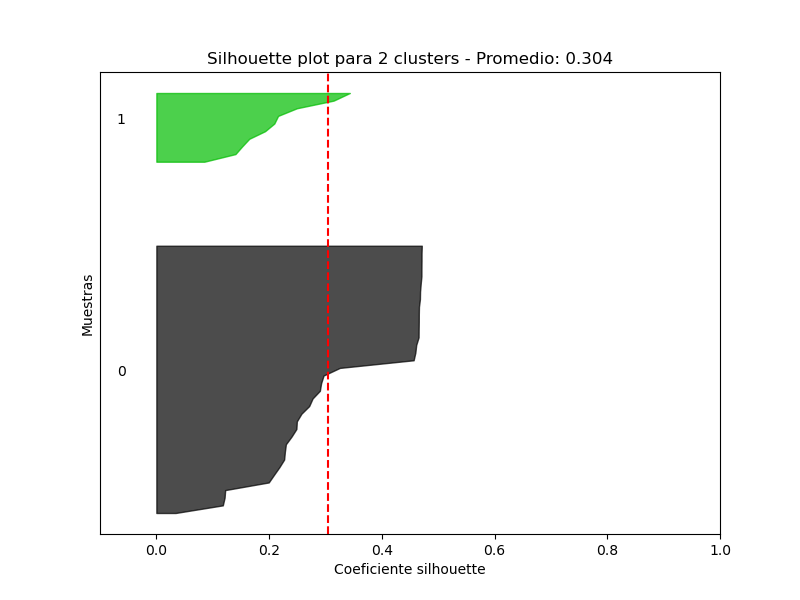 Silhouette plot para 2 clusters - Promedio: 0.304
1
0
Muestras
0.0 0.2 0.4 0.6 0.8 1.0
Coeficiente silhouette